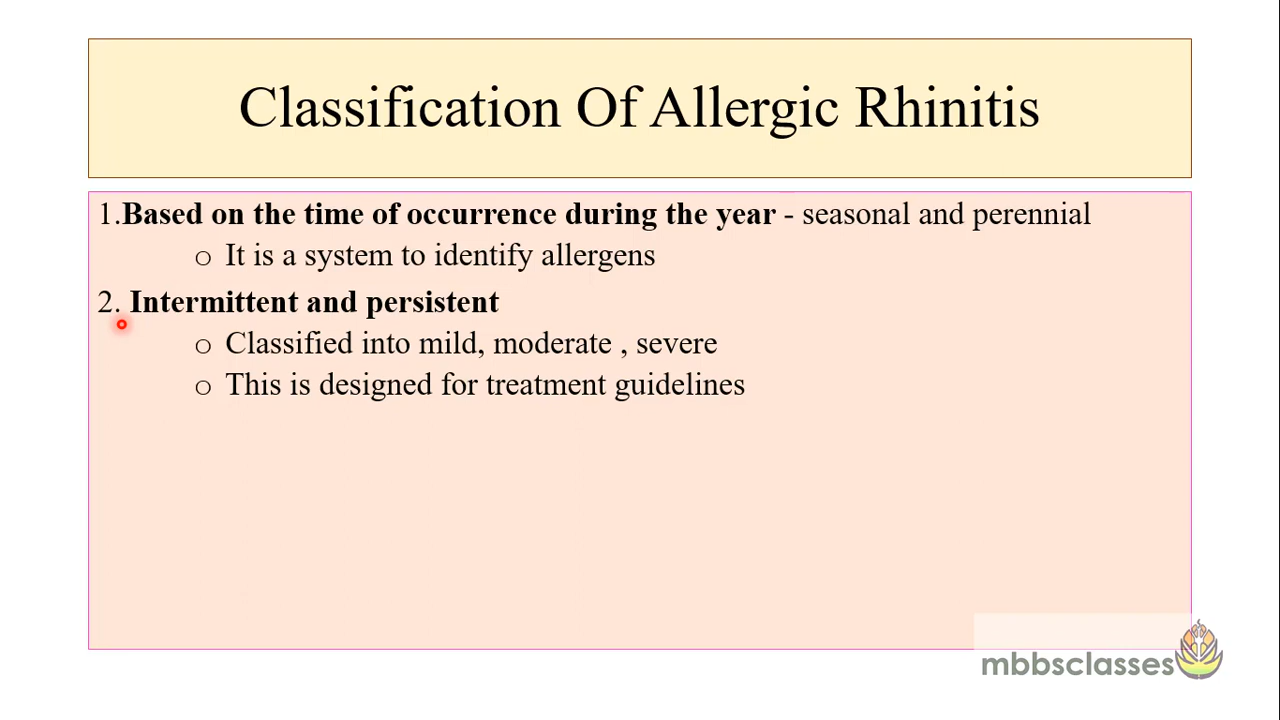 Classification Of Allergic Rhinitis
1.Based on the time of occurrence during the year - seasonal and perennial
o It is a system to identify allergens
2. Intermittent and persistent
o Classified into mild, moderate , severe
o This is designed for treatment guidelines
mbbsclasses